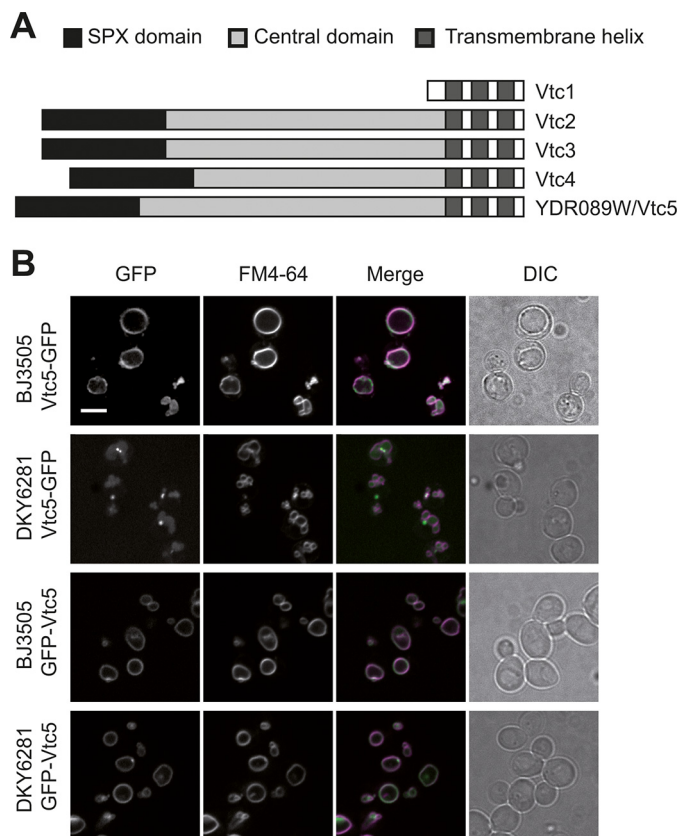 A
SPX domain Central domain Transmembrane helix
Vtc1
Vtc2
Vtc3
Vtc4
YDR089W/Vtc5
B
GFP FM4-64 Merge DIC
BJ3505
Vtc5-GFP
DKY6281
Vtc5-GFP
BJ3505
GFP-Vtc5
DKY6281
GFP-Vtc5